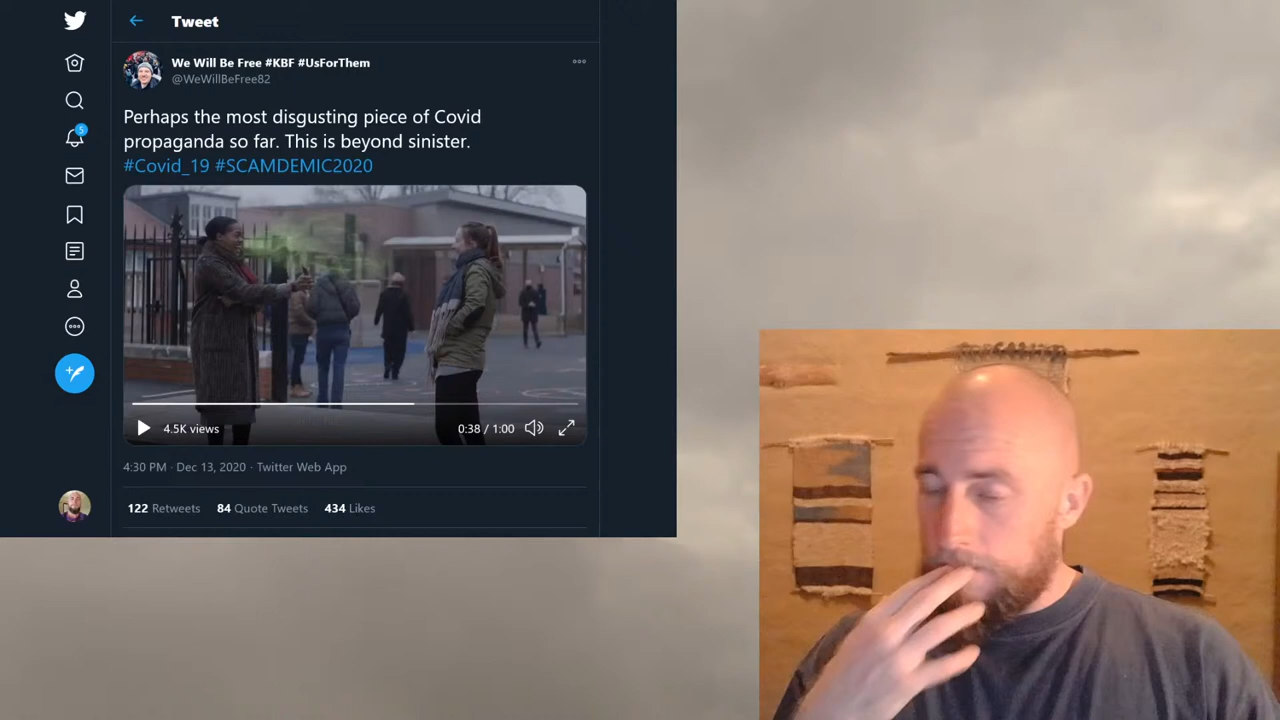 Tweet
We Will Be Free #KBF #UsForThem
@WeWillBeFree82
Perhaps the most disgusting piece of Covid
propaganda so far. This is beyond sinister.
#Covid_19 #SCAMDEMIC2020
5
4.5K views
0:38 / 1:00
4:30 PM · Dec 13, 2020 · Twitter Web App
122 Retweets 84 Quote Tweets 434 Likes